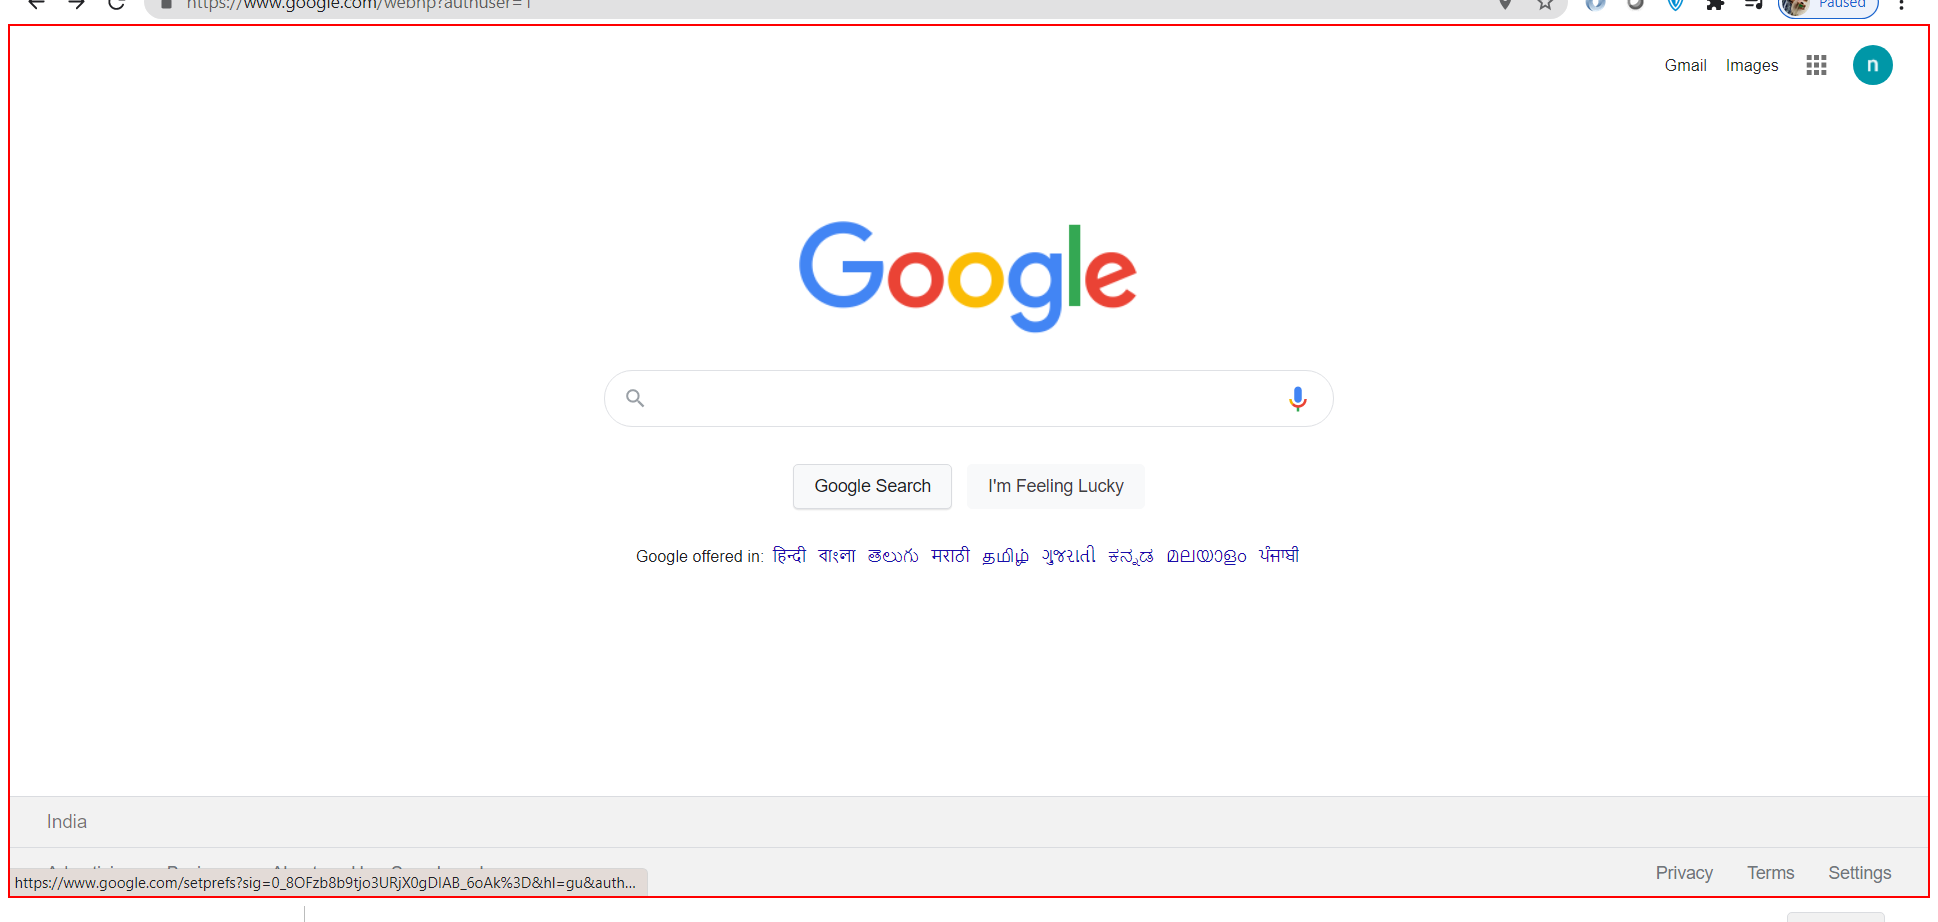 https://www.google.com/webhp?authuser=1
Paused
Gmail Images
n
Google
Google Search I'm Feeling Lucky
Google offered in: हिन्दी বাংলা తెలుగు मराठी தமிழ் ગુજરાતી ಕನ್ನಡ മലയാളം ਪੰਜਾਬੀ
India
Privacy Terms Settings
https://www.google.com/setprefs?sig=0_8OFzb8b9tjo3URjX0gDIAB_6oAk%3D&hl=gu&auth...